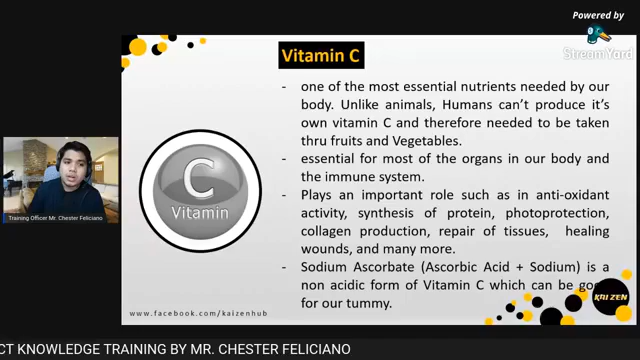 Powered by
StreamYard
Vitamin C
- one of the most essential nutrients needed by our
body. Unlike animals, Humans can't produce it's
own vitamin C and therefore needed to be taken
thru fruits and Vegetables.
- essential for most of the organs in our body and
the immune system.
- Plays an important role such as in anti-oxidant
activity, synthesis of protein, photoprotection,
collagen production, repair of tissues, healing
wounds, and many more.
- Sodium Ascorbate (Ascorbic Acid + Sodium) is a
non acidic form of Vitamin C which can be
for our tummy.
C
Vitamin
Training Officer Mr. Chester Feliciano
www.facebook.com/kaizenhub
KAIZEN
CT KNOWLEDGE TRAINING BY MR. CHESTER FELICIANO